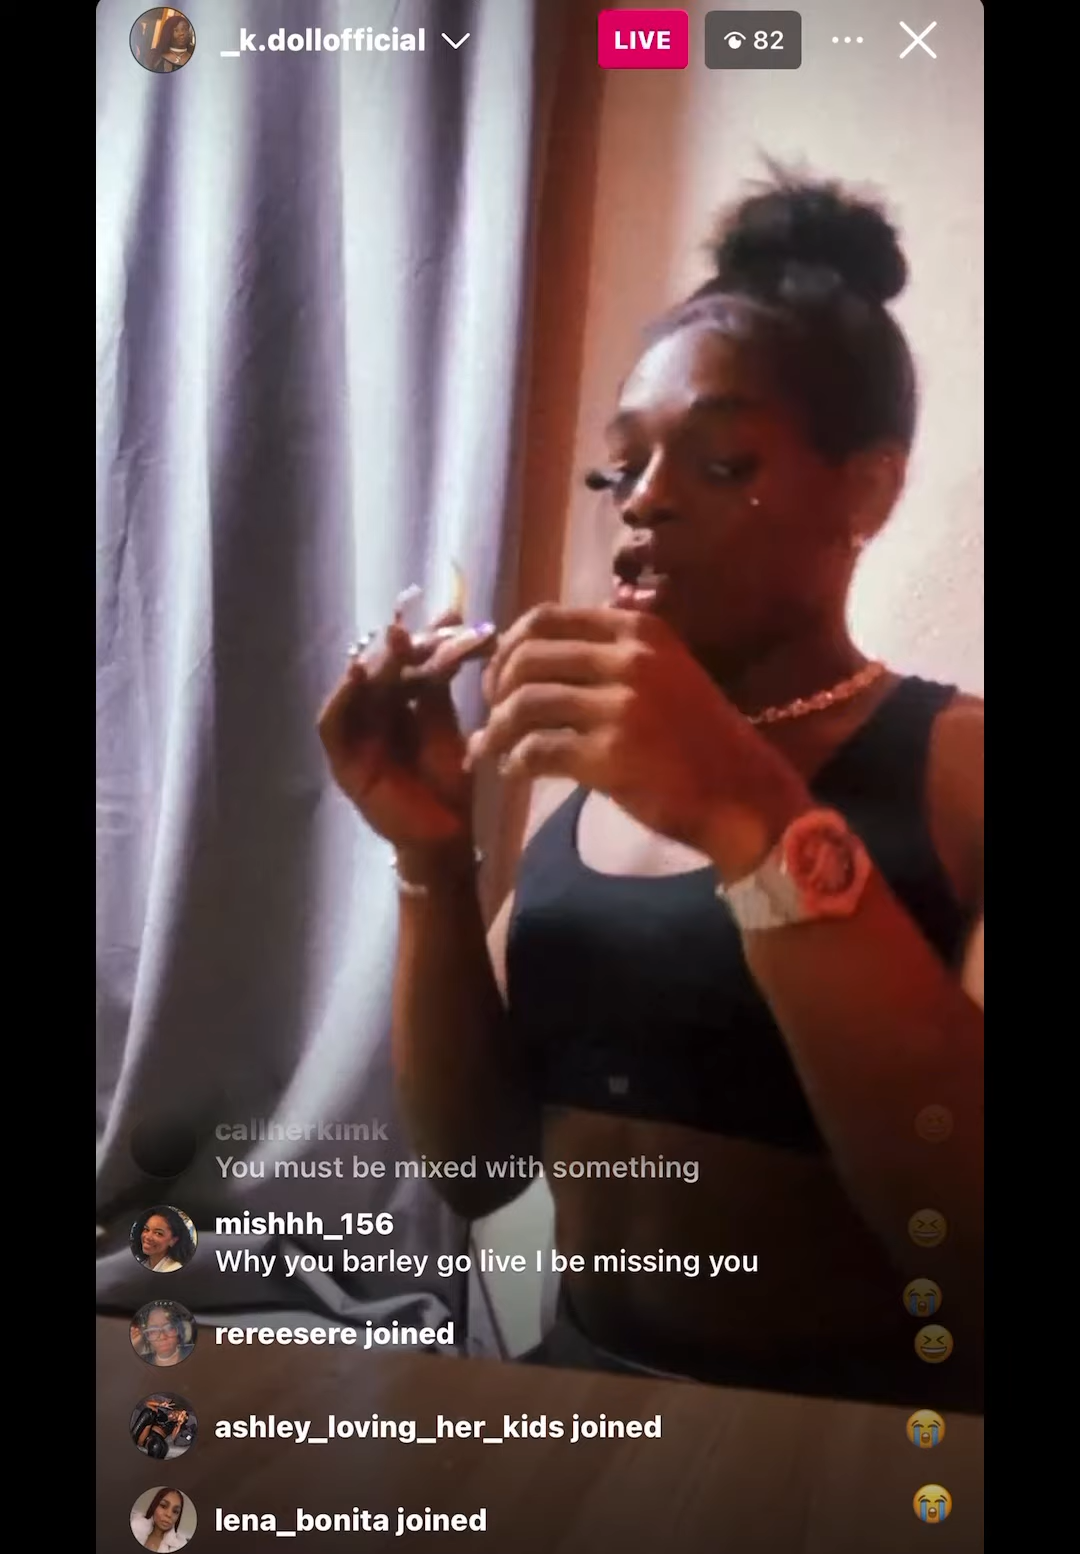 _k.dollofficial
LIVE
82
callherkimk
You must be mixed with something
mishhh_156
Why you barley go live I be missing you
rereesere joined
ashley_loving_her_kids joined
lena_bonita joined